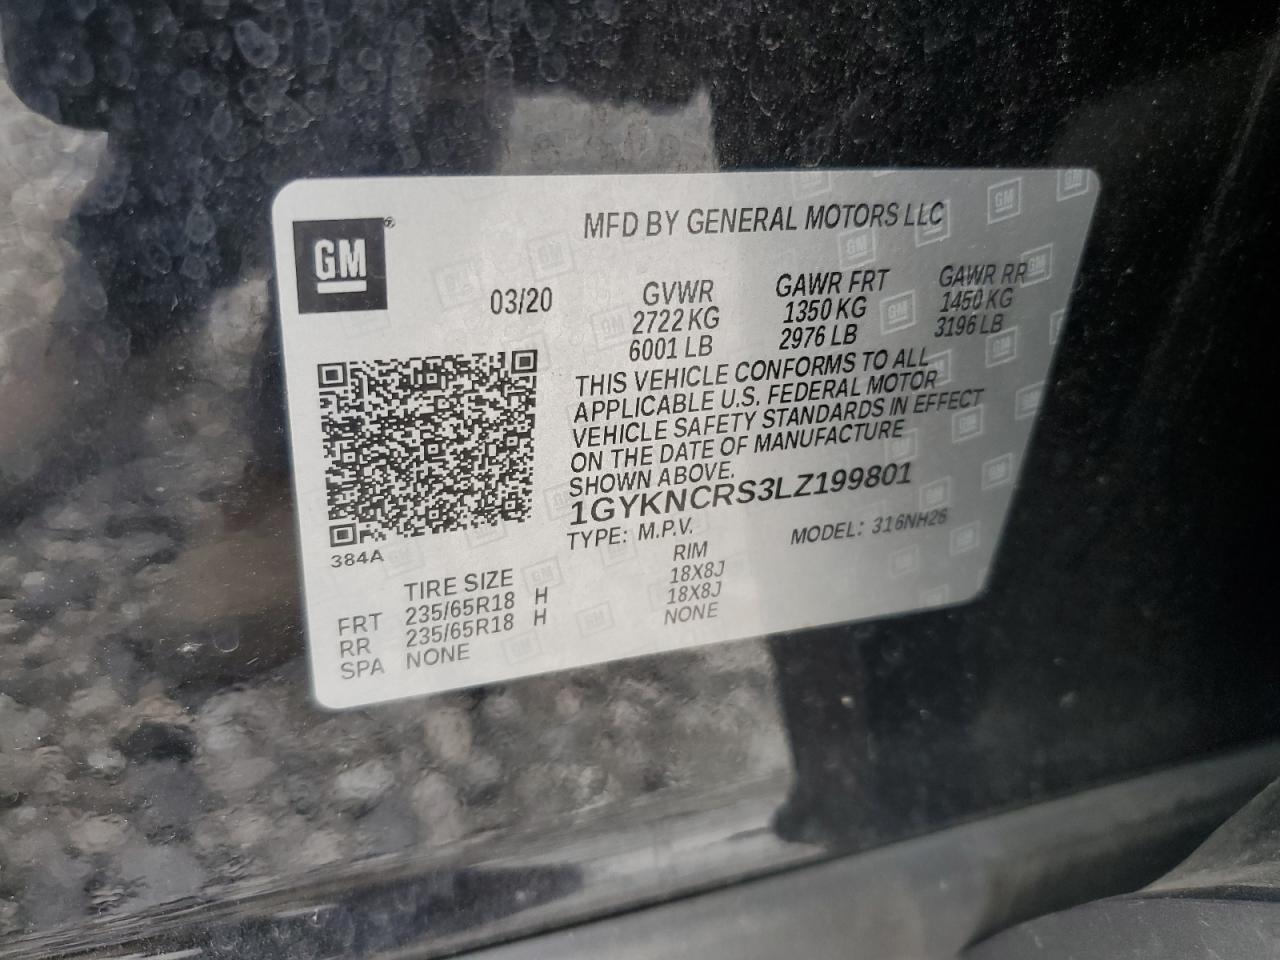 GM
MFD BY GENERAL MOTORS LLC
03/20 GVWR GAWR FRT GAWR RR
2722 KG 1350 KG 1450 KG
6001 LB 2976 LB 3196 LB
THIS VEHICLE CONFORMS TO ALL
APPLICABLE U.S. FEDERAL MOTOR
VEHICLE SAFETY STANDARDS IN EFFECT
ON THE DATE OF MANUFACTURE
SHOWN ABOVE.
1GYKNCRS3LZ199801
TYPE: M.P.V. MODEL: 316NH26
384A
TIRE SIZE RIM
FRT 235/65R18 H 18X8J
RR 235/65R18 H 18X8J
SPA NONE NONE